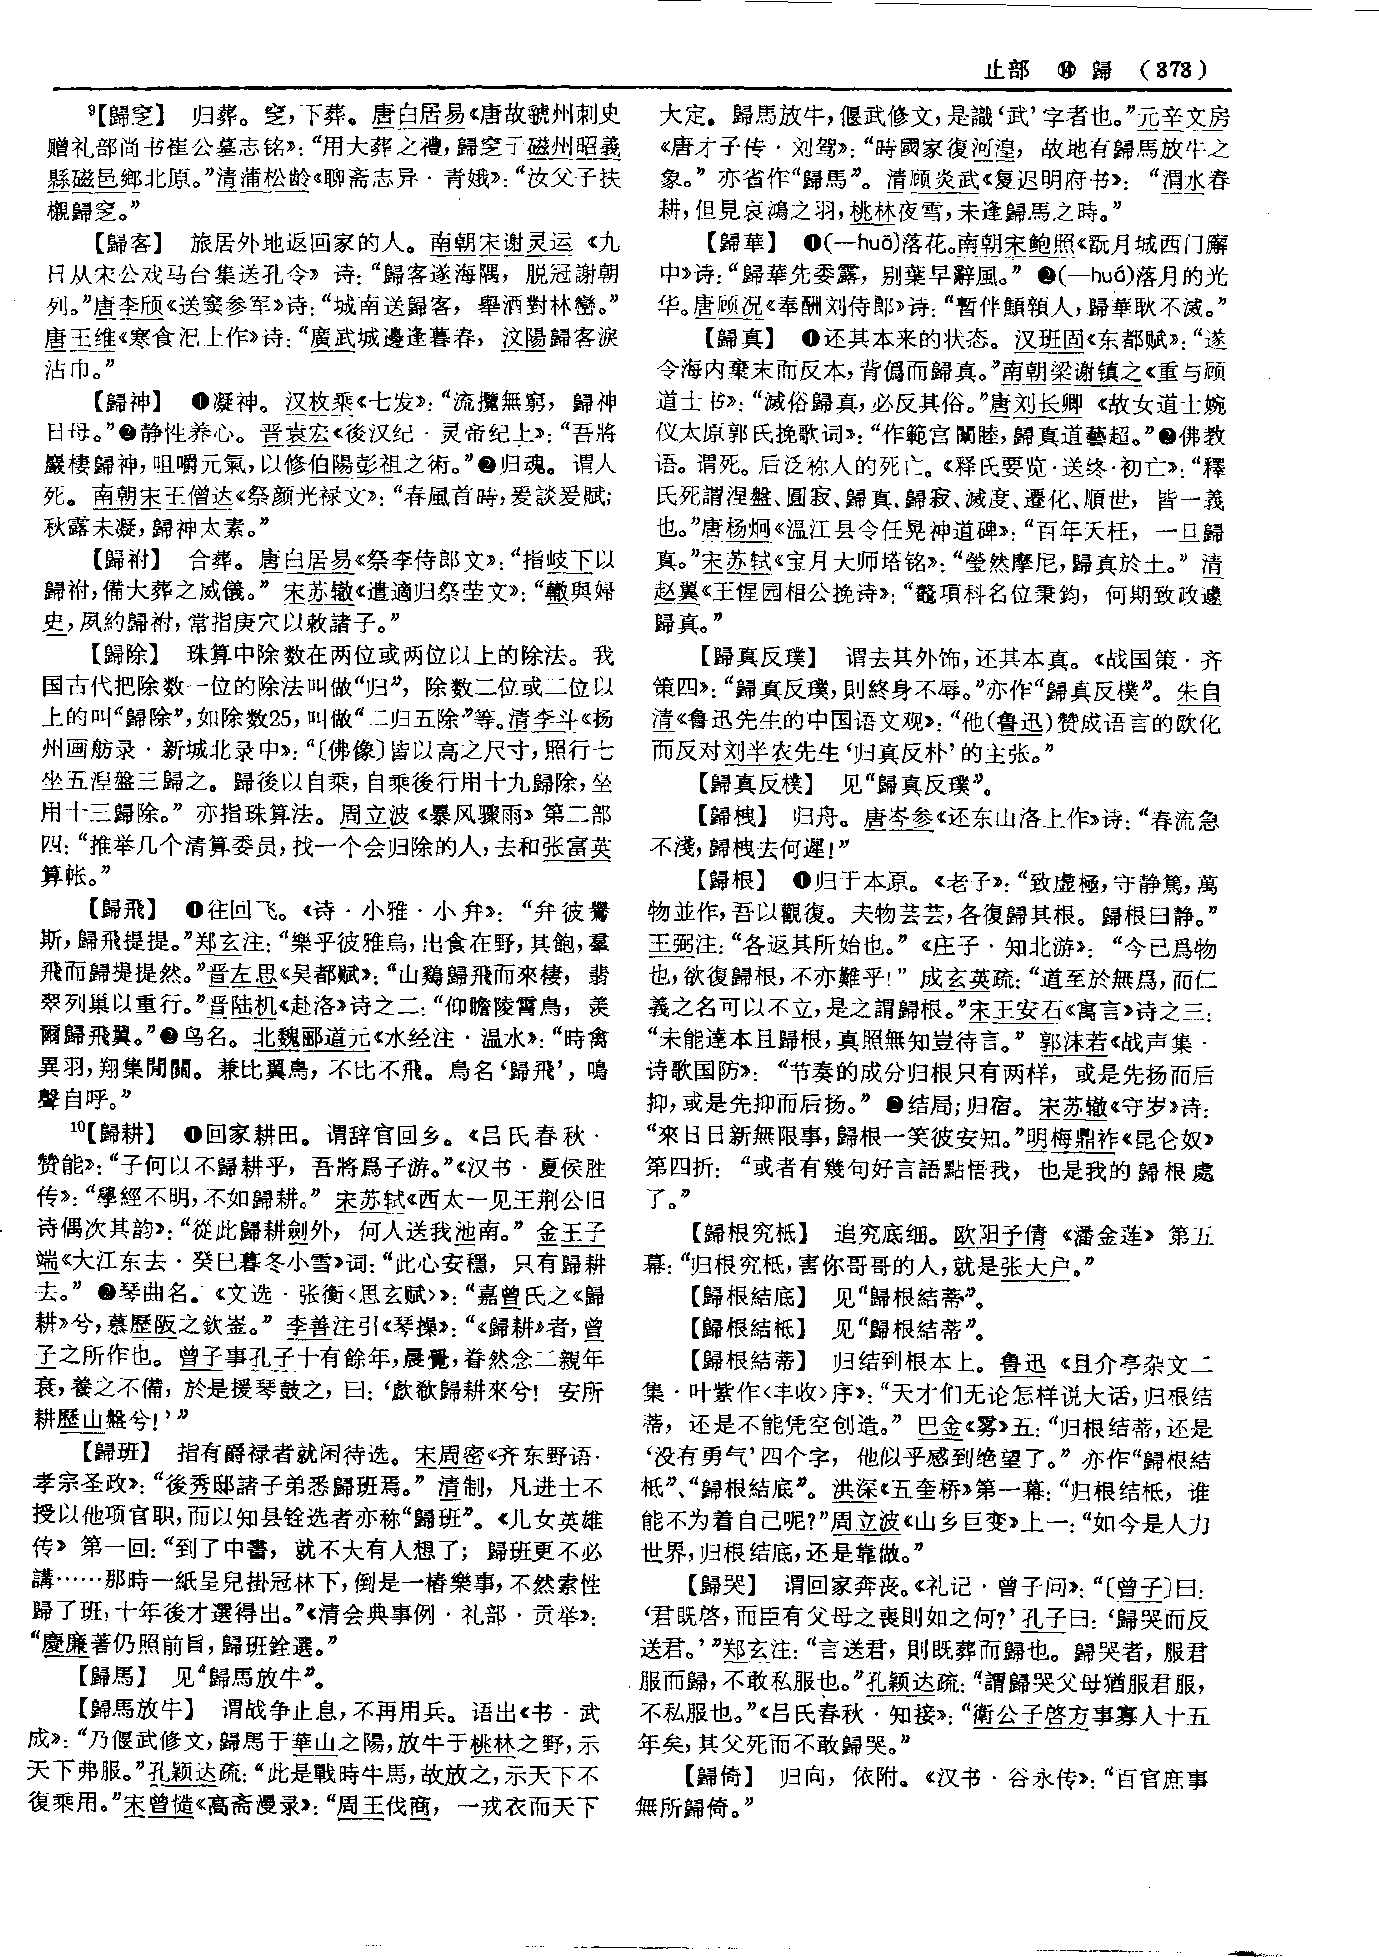 止部 ⑭ 歸 （373）
⁹【歸窆】 归葬。窆，下葬。唐白居易《唐故虢州刺史
赠礼部尚书崔公墓志铭》：“用大葬之禮，歸窆于磁州昭義
縣磁邑鄉北原。”清蒲松龄《聊斋志异·青娥》：“汝父子扶
櫬歸窆。”
【歸客】 旅居外地返回家的人。南朝宋谢灵运《九
日从宋公戏马台集送孔令》诗：“歸客遂海隅，脱冠謝朝
列。”唐李颀《送窦参军》诗：“城南送歸客，舉酒對林巒。”
唐王维《寒食汜上作》诗：“廣武城邊逢暮春，汶陽歸客淚
沾巾。”
【歸神】 ❶凝神。汉枚乘《七发》：“流攬無窮，歸神
日母。”❷静性养心。晋袁宏《後汉纪·灵帝纪上》：“吾將
巖棲歸神，咀嚼元氣，以修伯陽彭祖之術。”❷归魂。谓人
死。南朝宋王僧达《祭颜光禄文》：“春風首時，爰談爰賦；
秋露未凝，歸神太素。”
【歸祔】 合葬。唐白居易《祭李侍郎文》：“指岐下以
歸祔，備大葬之威儀。”宋苏辙《遣適归祭茔文》：“轍與婦
史，夙約歸祔，常指庚穴以敕諸子。”
【歸除】 珠算中除数在两位或两位以上的除法。我
国古代把除数一位的除法叫做“归”，除数二位或二位以
上的叫“歸除”，如除数25，叫做“二归五除”等。清李斗《扬
州画舫录·新城北录中》：“〔佛像〕皆以高之尺寸，照行七
坐五涅盤三歸之。歸後以自乘，自乘後行用十九歸除，坐
用十三歸除。”亦指珠算法。周立波《暴风骤雨》第二部
四：“推举几个清算委员，找一个会归除的人，去和张富英
算帐。”
【歸飛】 ❶往回飞。《诗·小雅·小弁》：“弁彼鸒
斯，歸飛提提。”郑玄注：“樂乎彼雅烏，出食在野，其飽，羣
飛而歸提提然。”晋左思《吴都赋》：“山鷄歸飛而來棲，翡
翠列巢以重行。”晋陆机《赴洛》诗之二：“仰瞻陵霄鳥，羡
爾歸飛翼。”❷鸟名。北魏郦道元《水经注·温水》：“時禽
異羽，翔集間關。兼比翼鳥，不比不飛。鳥名‘歸飛’，鳴
聲自呼。”
¹⁰【歸耕】 ❶回家耕田。谓辞官回乡。《吕氏春秋·
赞能》：“子何以不歸耕乎，吾將爲子游。”《汉书·夏侯胜
传》：“學經不明，不如歸耕。”宋苏轼《西太一见王荆公旧
诗偶次其韵》：“從此歸耕劍外，何人送我池南。”金王子
端《大江东去·癸巳暮冬小雪》词：“此心安穩，只有歸耕
去。”❷琴曲名。《文选·张衡〈思玄赋〉》：“嘉曾氏之《歸
耕》兮，慕歷阪之欽崟。”李善注引《琴操》：“《歸耕》者，曾
子之所作也。曾子事孔子十有餘年，晨覺，眷然念二親年
衰，養之不備，於是援琴鼓之，曰：‘歔欷歸耕來兮！安所
耕歷山盤兮！’”
【歸班】 指有爵禄者就闲待选。宋周密《齐东野语·
孝宗圣政》：“後秀邸諸子弟悉歸班焉。”清制，凡进士不
授以他项官职，而以知县铨选者亦称“歸班”。《儿女英雄
传》第一回：“到了中書，就不大有人想了；歸班更不必
講……那時一紙呈兒掛冠林下，倒是一樁樂事，不然索性
歸了班，十年後才選得出。”《清会典事例·礼部·贡举》：
“慶廉著仍照前旨，歸班銓選。”
【歸馬】 见“歸馬放牛”。
【歸馬放牛】 谓战争止息，不再用兵。语出《书·武
成》：“乃偃武修文，歸馬于華山之陽，放牛于桃林之野，示
天下弗服。”孔颖达疏：“此是戰時牛馬，故放之，示天下不
復乘用。”宋曾慥《高斋漫录》：“周王伐商，一戎衣而天下
大定。歸馬放牛，偃武修文，是識‘武’字者也。”元辛文房
《唐才子传·刘驾》：“時國家復河湟，故地有歸馬放牛之
象。”亦省作“歸馬”。清顾炎武《复迟明府书》：“渭水春
耕，但見哀鴻之羽，桃林夜雪，未逢歸馬之時。”
【歸華】 ❶（—huā）落花。南朝宋鲍照《翫月城西门廨
中》诗：“歸華先委露，别葉早辭風。”❷（—huá）落月的光
华。唐顾况《奉酬刘侍郎》诗：“暫伴顦顇人，歸華耿不滅。”
【歸真】 ❶还其本来的状态。汉班固《东都赋》：“遂
令海内棄末而反本，背僞而歸真。”南朝梁谢镇之《重与顾
道士书》：“滅俗歸真，必反其俗。”唐刘长卿《故女道士婉
仪太原郭氏挽歌词》：“作範宫闈睦，歸真道藝超。”❷佛教
语。谓死。后泛称人的死亡。《释氏要览·送终·初亡》：“釋
氏死謂涅盤、圓寂、歸真、歸寂、滅度、遷化、順世，皆一義
也。”唐杨炯《温江县令任晃神道碑》：“百年夭枉，一旦歸
真。”宋苏轼《宝月大师塔铭》：“瑩然摩尼，歸真於土。”清
赵翼《王惺园相公挽诗》：“鼇項科名位秉鈞，何期致政遽
歸真。”
【歸真反璞】 谓去其外饰，还其本真。《战国策·齐
策四》：“歸真反璞，則終身不辱。”亦作“歸真反樸”。朱自
清《鲁迅先生的中国语文观》：“他（鲁迅）赞成语言的欧化
而反对刘半农先生‘归真反朴’的主张。”
【歸真反樸】 见“歸真反璞”。
【歸栧】 归舟。唐岑参《还东山洛上作》诗：“春流急
不淺，歸栧去何遲！”
【歸根】 ❶归于本原。《老子》：“致虚極，守静篤，萬
物並作，吾以觀復。夫物芸芸，各復歸其根。歸根曰静。”
王弼注：“各返其所始也。”《庄子·知北游》：“今已爲物
也，欲復歸根，不亦難乎！”成玄英疏：“道至於無爲，而仁
義之名可以不立，是之謂歸根。”宋王安石《寓言》诗之三：
“未能達本且歸根，真照無知豈待言。”郭沫若《战声集·
诗歌国防》：“节奏的成分归根只有两样，或是先扬而后
抑，或是先抑而后扬。”❷结局；归宿。宋苏辙《守岁》诗：
“來日日新無限事，歸根一笑彼安知。”明梅鼎祚《昆仑奴》
第四折：“或者有幾句好言語點悟我，也是我的歸根處
了。”
【歸根究柢】 追究底细。欧阳予倩《潘金莲》第五
幕：“归根究柢，害你哥哥的人，就是张大户。”
【歸根結底】 见“歸根結蒂”。
【歸根結柢】 见“歸根結蒂”。
【歸根結蒂】 归结到根本上。鲁迅《且介亭杂文二
集·叶紫作〈丰收〉序》：“天才们无论怎样说大话，归根结
蒂，还是不能凭空创造。”巴金《雾》五：“归根结蒂，还是
‘没有勇气’四个字，他似乎感到绝望了。”亦作“歸根結
柢”、“歸根結底”。洪深《五奎桥》第一幕：“归根结柢，谁
能不为着自己呢？”周立波《山乡巨变》上一：“如今是人力
世界，归根结底，还是靠做。”
【歸哭】 谓回家奔丧。《礼记·曾子问》：“〔曾子〕曰：
‘君既啓，而臣有父母之喪則如之何？’孔子曰：‘歸哭而反
送君。’”郑玄注：“言送君，則既葬而歸也。歸哭者，服君
服而歸，不敢私服也。”孔颖达疏：“謂歸哭父母猶服君服，
不私服也。”《吕氏春秋·知接》：“衛公子啓方事寡人十五
年矣，其父死而不敢歸哭。”
【歸倚】 归向，依附。《汉书·谷永传》：“百官庶事
無所歸倚。”